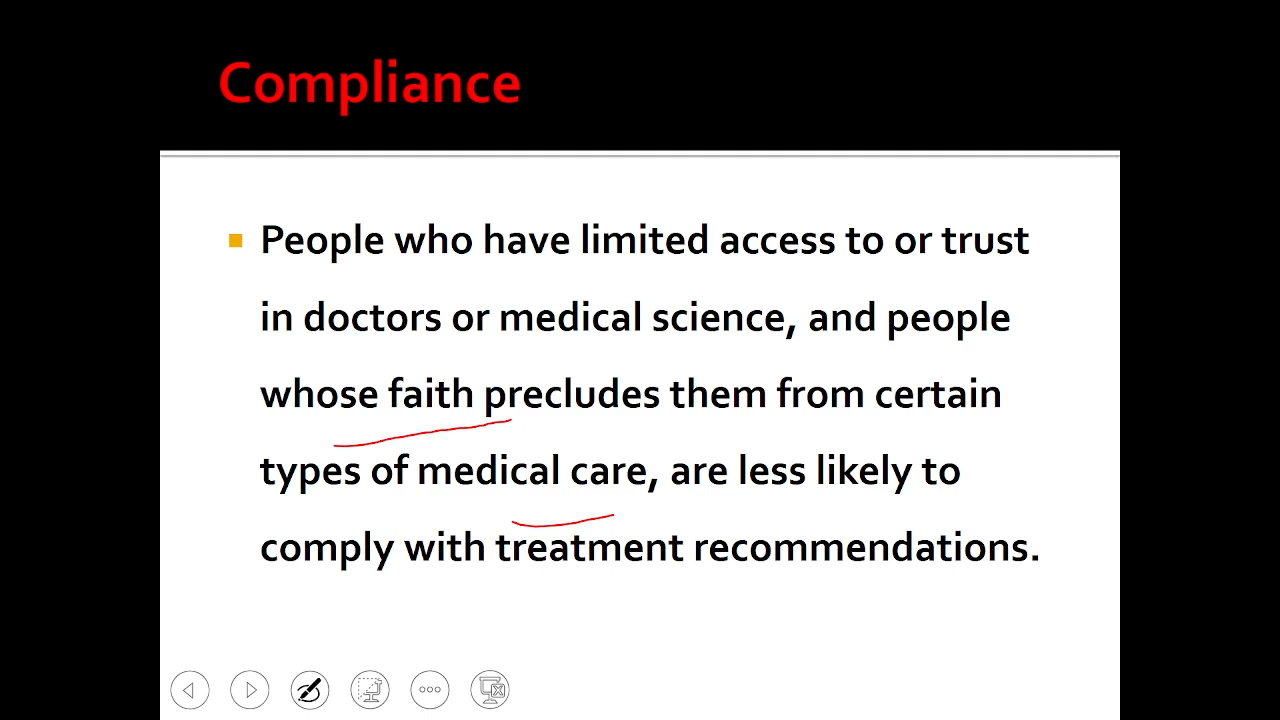 Compliance
People who have limited access to or trust
in doctors or medical science, and people
whose faith precludes them from certain
types of medical care, are less likely to
comply with treatment recommendations.